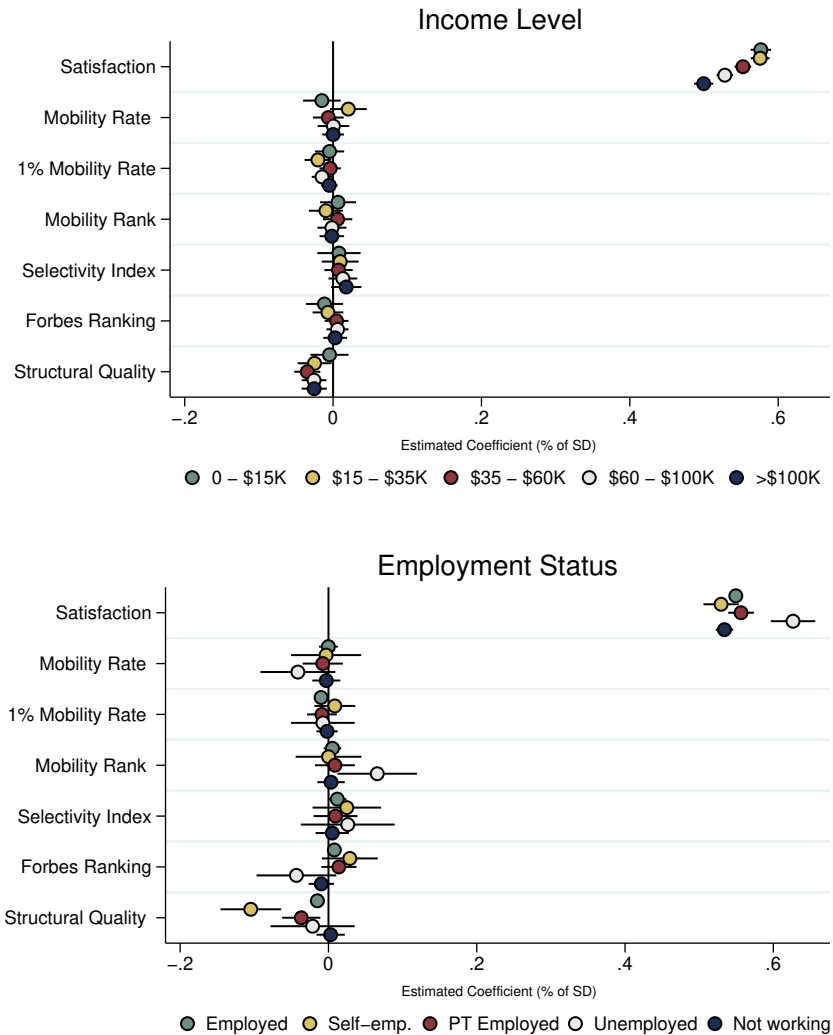 Income Level
Satisfaction
Mobility Rate
1% Mobility Rate
Mobility Rank
Selectivity Index
Forbes Ranking
Structural Quality
−.2 0 .2 .4 .6
Estimated Coefficient (% of SD)
0 − $15K $15 − $35K $35 − $60K $60 − $100K >$100K
Employment Status
Satisfaction
Mobility Rate
1% Mobility Rate
Mobility Rank
Selectivity Index
Forbes Ranking
Structural Quality
−.2 0 .2 .4 .6
Estimated Coefficient (% of SD)
Employed Self−emp. PT Employed Unemployed Not working